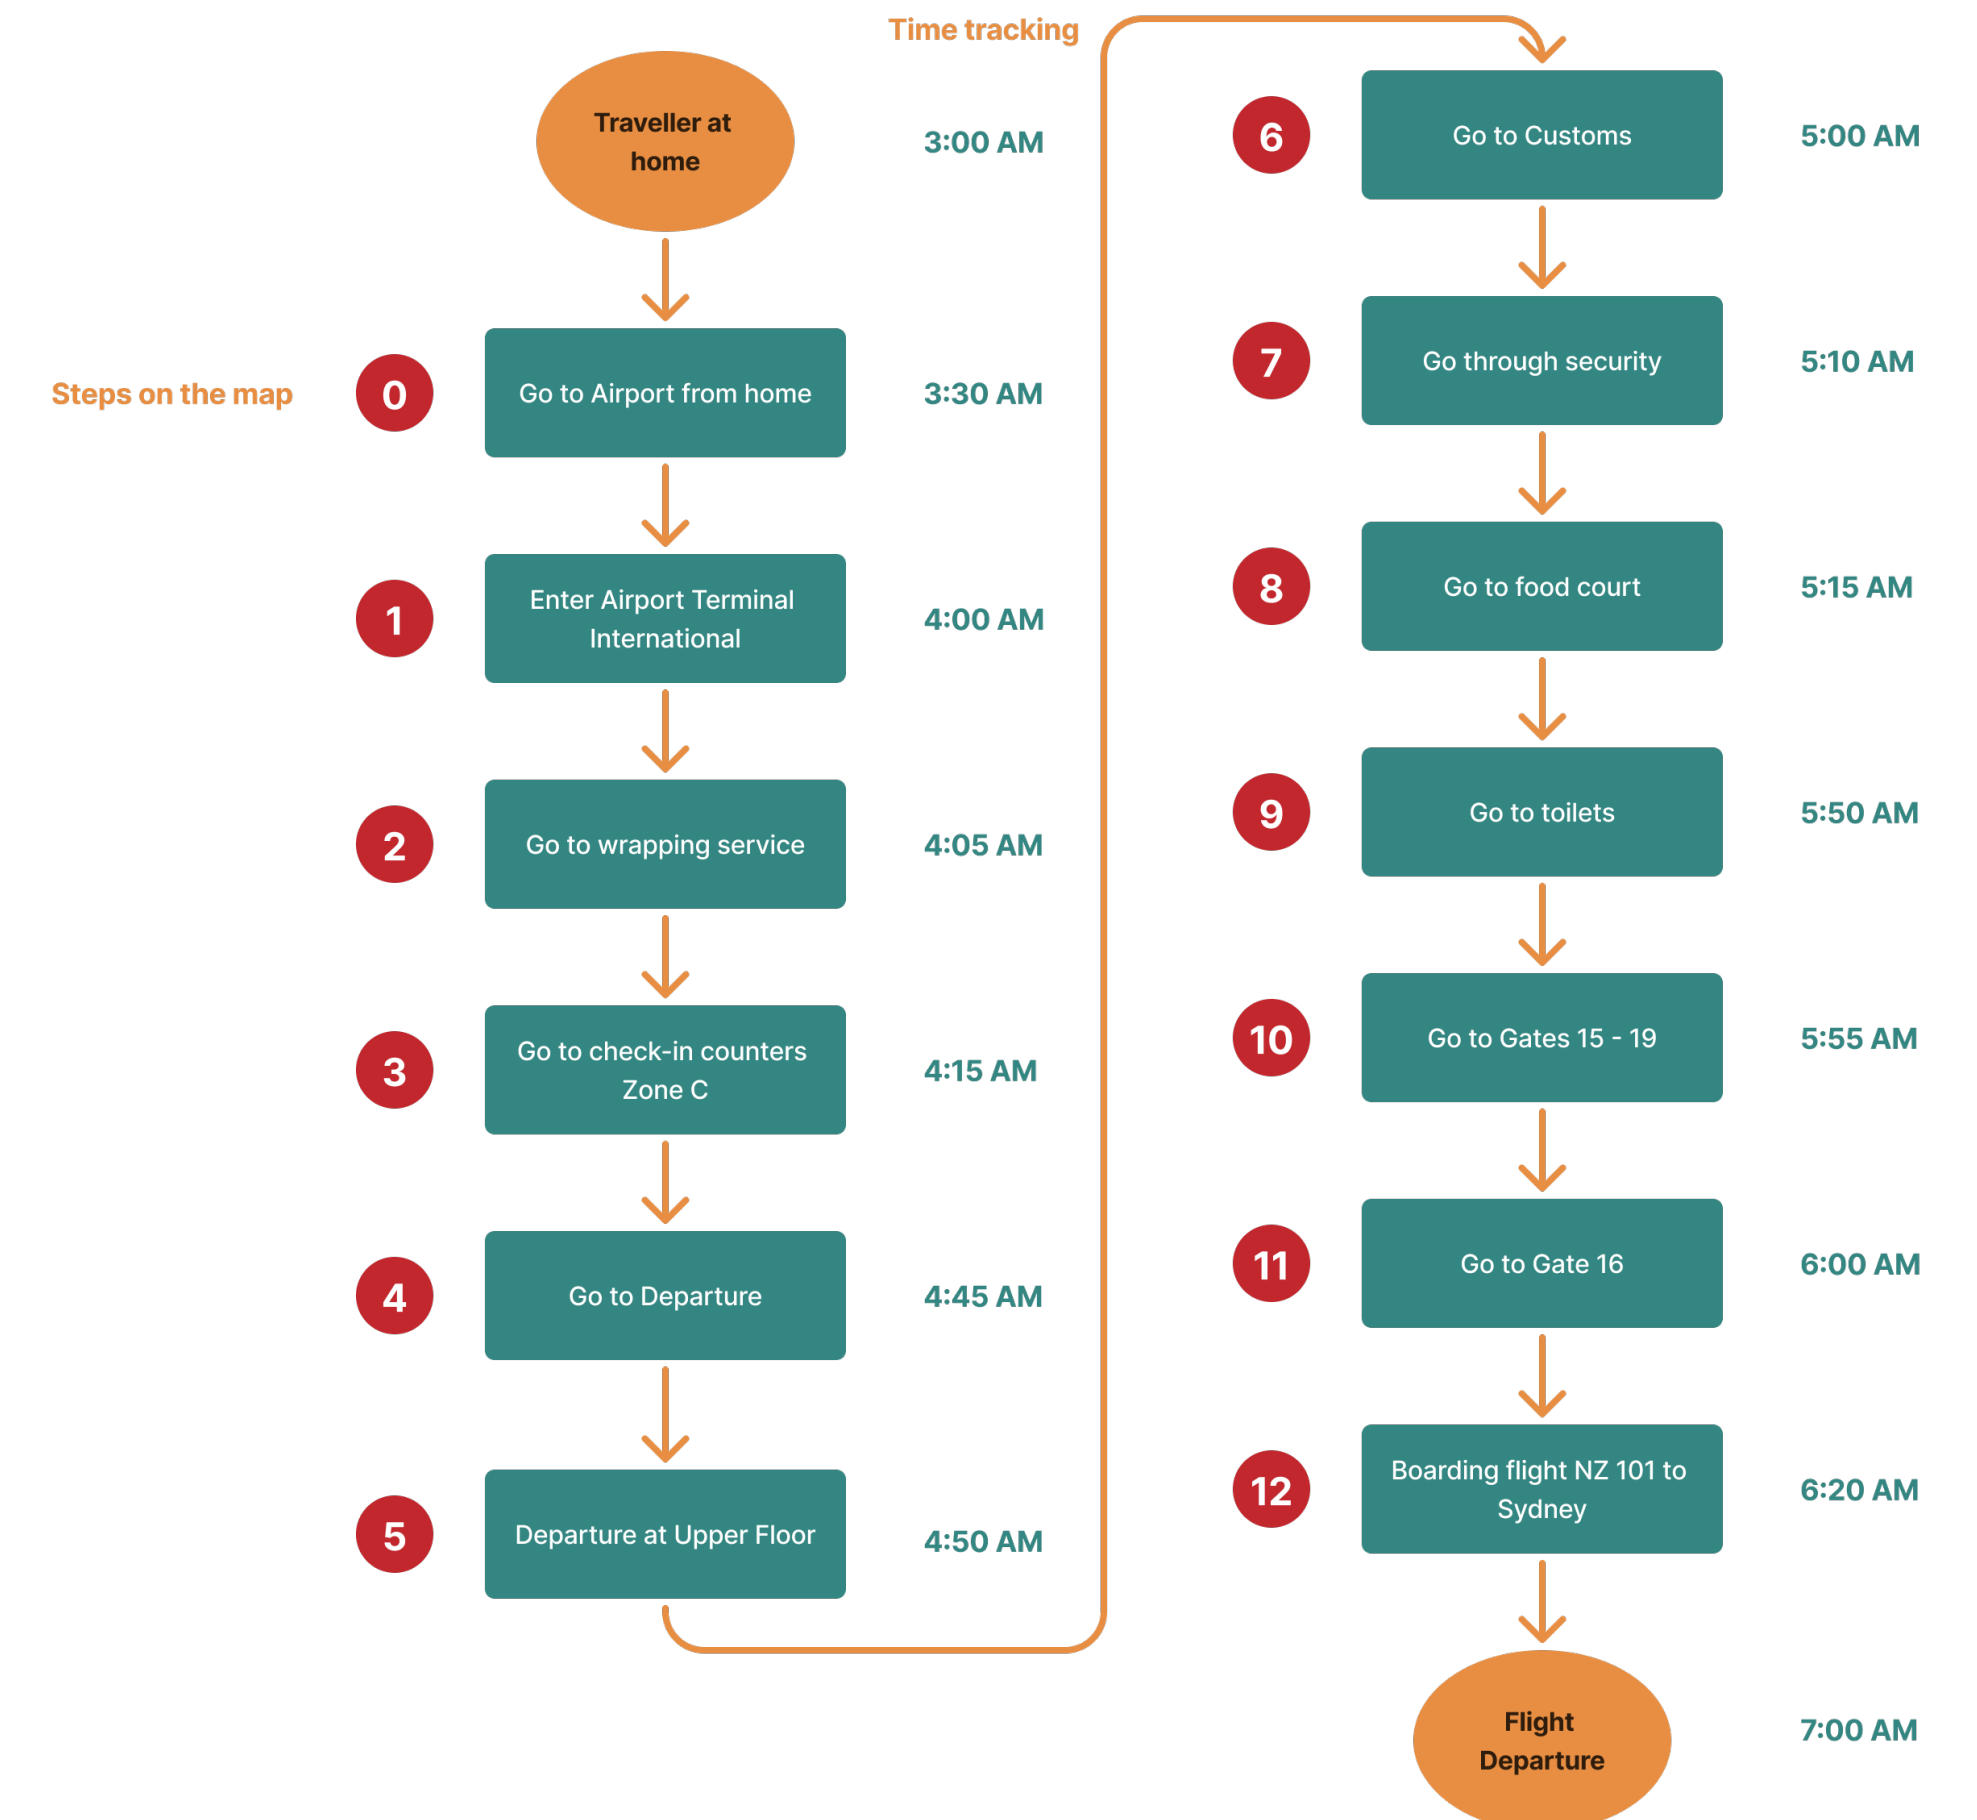 Time tracking
Traveller at
home
3:00 AM
Steps on the map
0
Go to Airport from home
3:30 AM
1
Enter Airport Terminal
International
4:00 AM
2
Go to wrapping service
4:05 AM
3
Go to check-in counters
Zone C
4:15 AM
4
Go to Departure
4:45 AM
5
Departure at Upper Floor
4:50 AM
6
Go to Customs
5:00 AM
7
Go through security
5:10 AM
8
Go to food court
5:15 AM
9
Go to toilets
5:50 AM
10
Go to Gates 15 - 19
5:55 AM
11
Go to Gate 16
6:00 AM
12
Boarding flight NZ 101 to
Sydney
6:20 AM
Flight
Departure
7:00 AM